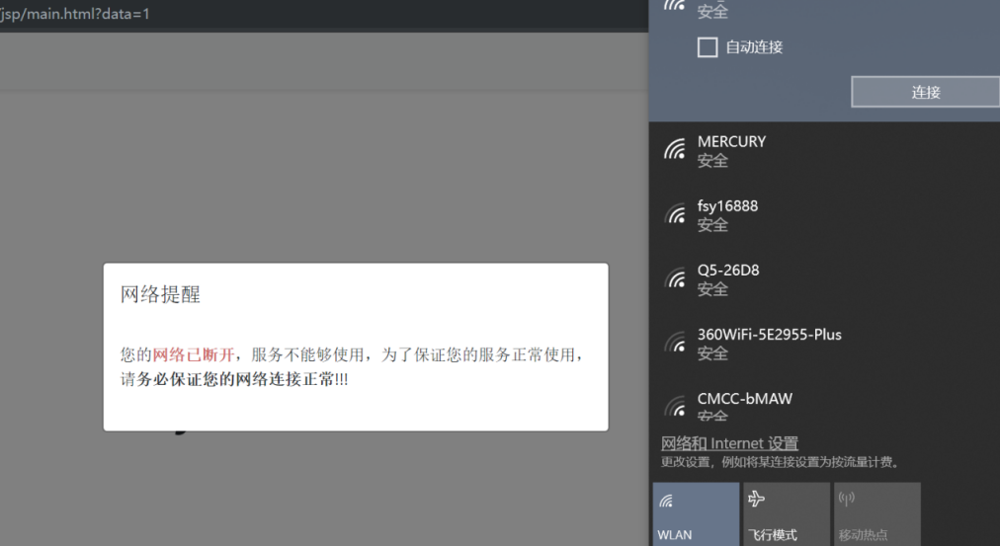 jsp/main.html?data=1
网络提醒
您的网络已断开，服务不能够使用，为了保证您的服务正常使用，
请务必保证您的网络连接正常!!!
安全
自动连接
连接
MERCURY
安全
fsy16888
安全
Q5-26D8
安全
360WiFi-5E2955-Plus
安全
CMCC-bMAW
安全
网络和 Internet 设置
更改设置，例如将某连接设置为按流量计费。
WLAN
飞行模式
移动热点